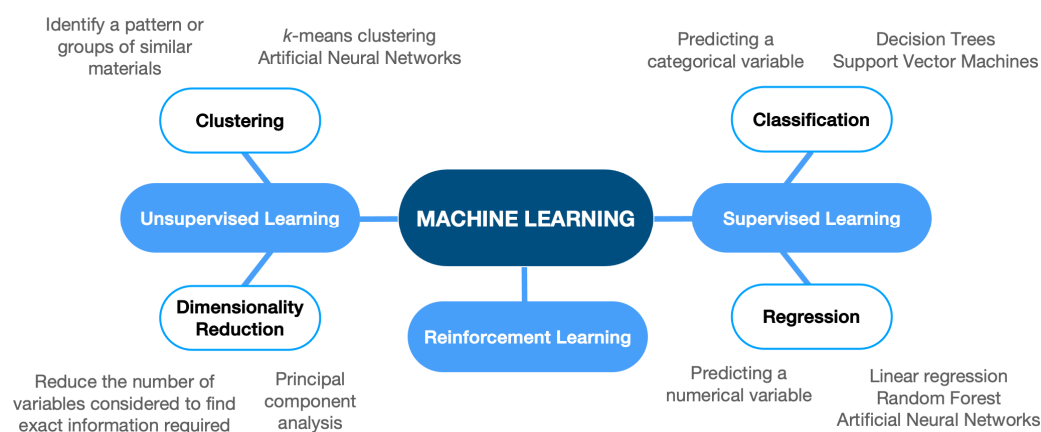 Identify a pattern or
groups of similar
materials
k-means clustering
Artificial Neural Networks
Clustering
Unsupervised Learning
Dimensionality
Reduction
Reduce the number of
variables considered to find
exact information required
Principal
component
analysis
MACHINE LEARNING
Reinforcement Learning
Predicting a
categorical variable
Decision Trees
Support Vector Machines
Classification
Supervised Learning
Regression
Predicting a
numerical variable
Linear regression
Random Forest
Artificial Neural Networks